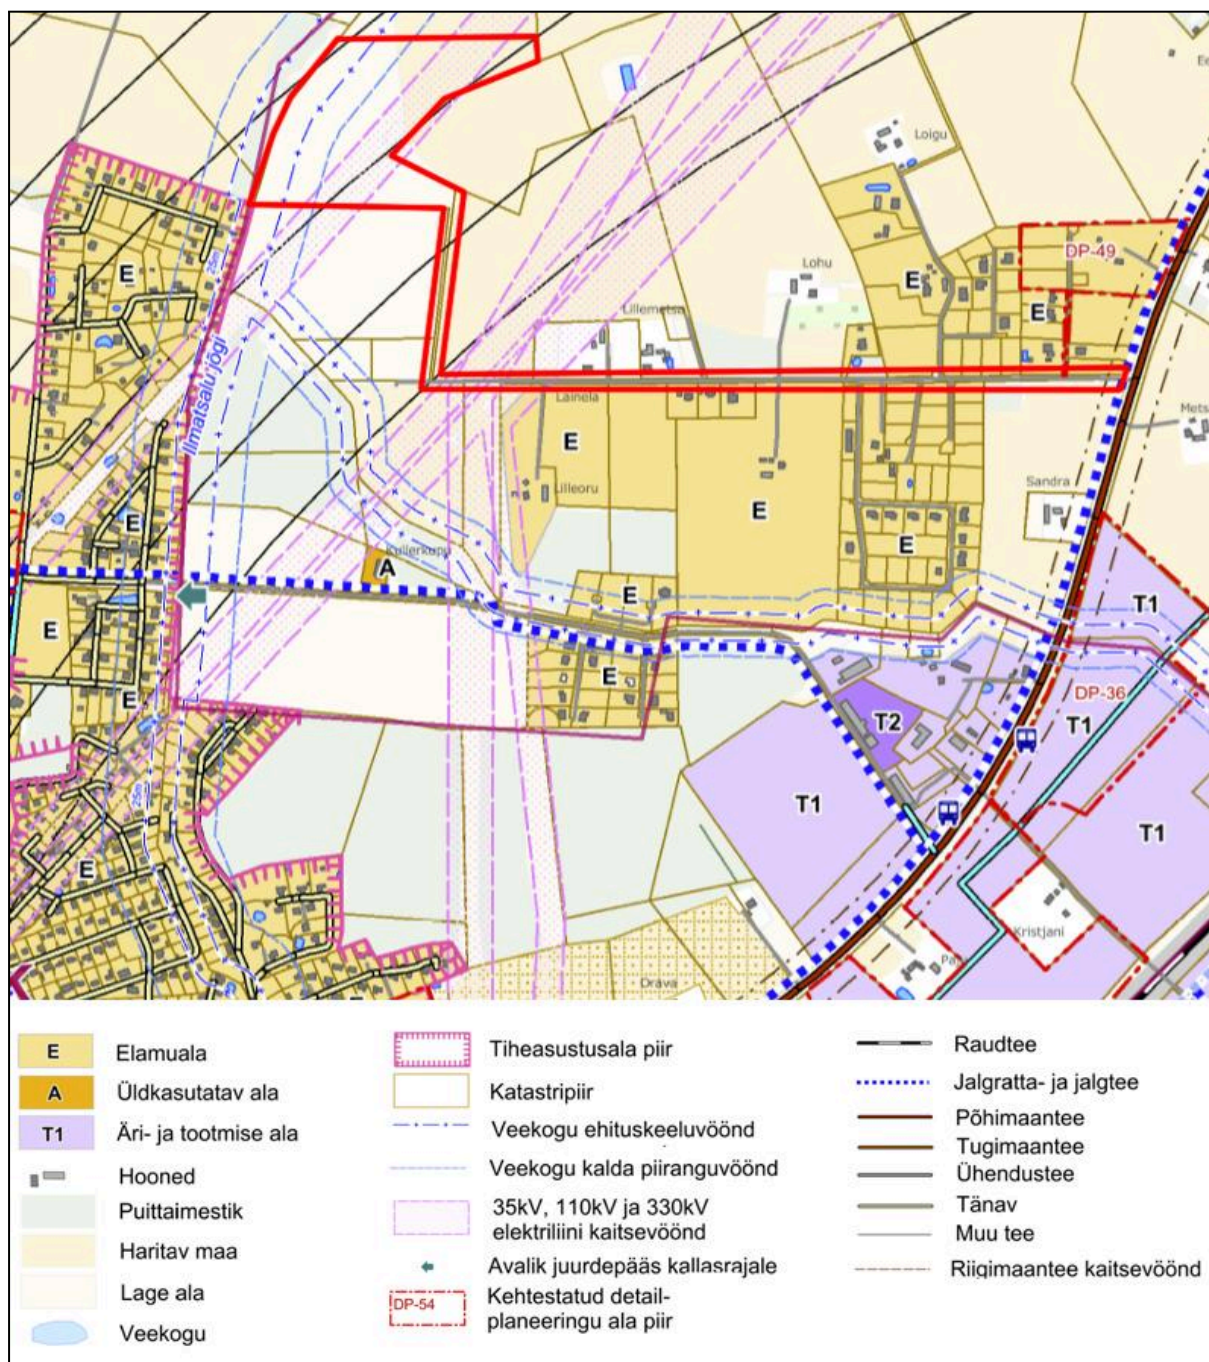 Loigu
E
25m
DP-49
Lohu
E
E
Lillemetsa
Ilmatsalu jõgi
Lainela
E
Metsa
Lilleoru
Sandra
E
E
E
Kullerkupu
A
E
T1
E
E
E
DP-36
T2
T1
25m
T1
T1
E
Kristjani
Drava
E Elamuala
A Üldkasutatav ala
T1 Äri- ja tootmise ala
Hooned
Puittaimestik
Haritav maa
Lage ala
Veekogu
Tiheasustusala piir
Katastripiir
Veekogu ehituskeeluvöönd
Veekogu kalda piiranguvöönd
35kV, 110kV ja 330kV
elektriliini kaitsevöönd
Avalik juurdepääs kallasrajale
DP-54 Kehtestatud detail-
planeeringu ala piir
Raudtee
Jalgratta- ja jalgtee
Põhimaantee
Tugimaantee
Ühendustee
Tänav
Muu tee
Riigimaantee kaitsevöönd